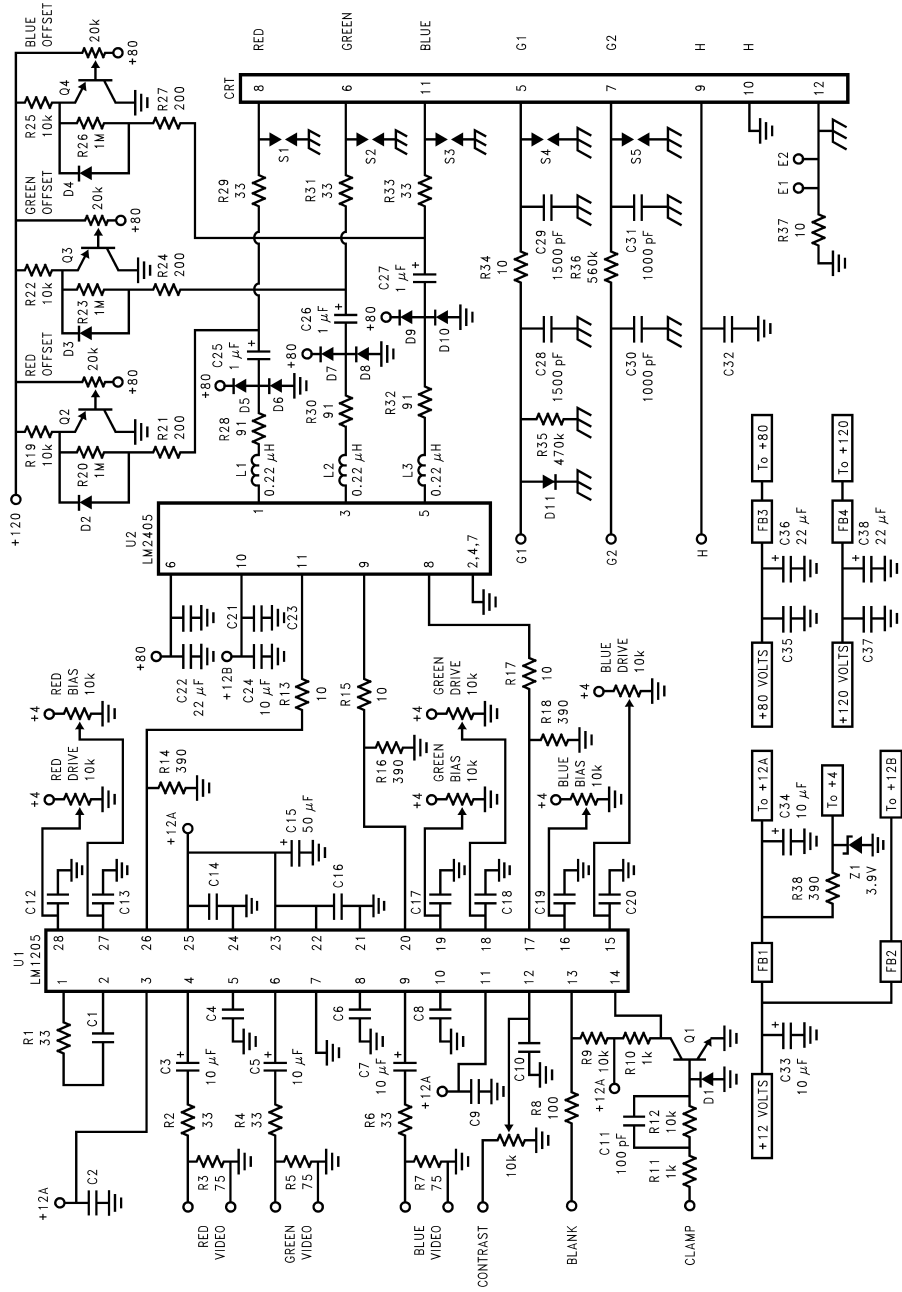 +12A
C2
R1
33
C1
U1
LM1205
1
2
3
4
5
6
7
8
9
10
11
12
13
14
28
27
26
25
24
23
22
21
20
19
18
17
16
15
RED
VIDEO
R3
75
R2
33
C3
+
10 µF
C4
GREEN
VIDEO
R5
75
R4
33
C5
+
10 µF
C6
BLUE
VIDEO
R7
75
R6
33
C7
+
10 µF
C8
+12A
C9
CONTRAST
10k
C10
BLANK
R8
100
R9
10k
+12A
R10
1k
Q1
D1
CLAMP
R11
1k
C11
100 pF
R12
10k
C12
C13
+4
RED
DRIVE
10k
+4
RED
BIAS
10k
R14
390
+12A
C14
+
C15
50 µF
C16
R16
390
C17
C18
+4
GREEN
BIAS
10k
+4
GREEN
DRIVE
10k
R18
390
C19
C20
+4
BLUE
BIAS
10k
+4
BLUE
DRIVE
10k
R13
10
R15
10
R17
10
+80
C22
22 µF
C21
+12B
C24
10 µF
C23
U2
LM2405
6
10
11
9
8
2,4,7
1
3
5
+120
R19
10k
Q2
RED
OFFSET
20k
+80
D2
R20
1M
R21
200
R22
10k
Q3
GREEN
OFFSET
20k
+80
D3
R23
1M
R24
200
R25
10k
Q4
BLUE
OFFSET
20k
+80
D4
R26
1M
R27
200
L1
0.22 µH
R28
91
+80
D5
D6
C25
1 µF
+
R29
33
S1
L2
0.22 µH
R30
91
+80
D7
D8
C26
1 µF
+
R31
33
S2
L3
0.22 µH
R32
91
+80
D9
D10
C27
1 µF
+
R33
33
S3
CRT
8
6
11
5
7
9
10
12
RED
GREEN
BLUE
G1
G2
H
H
G1
D11
R35
470k
C28
1500 pF
R34
10
C29
1500 pF
S4
G2
C30
1000 pF
R36
560k
C31
1000 pF
S5
H
C32
R37
10
E1
E2
+12 VOLTS
+
C33
10 µF
FB1
FB2
+
C34
10 µF
To +12A
R38
390
Z1
3.9V
To +4
To +12B
+80 VOLTS
C35
+
C36
22 µF
FB3
To +80
+120 VOLTS
C37
+
C38
22 µF
FB4
To +120